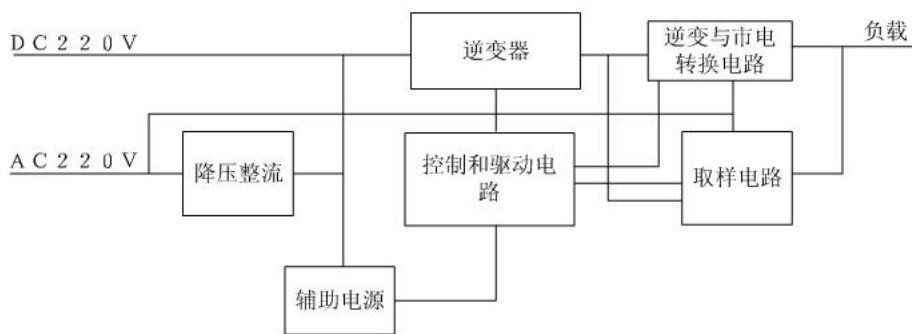 DC220V
逆变器
逆变与市电
转换电路
负载
AC220V
降压整流
控制和驱动电
路
取样电路
辅助电源